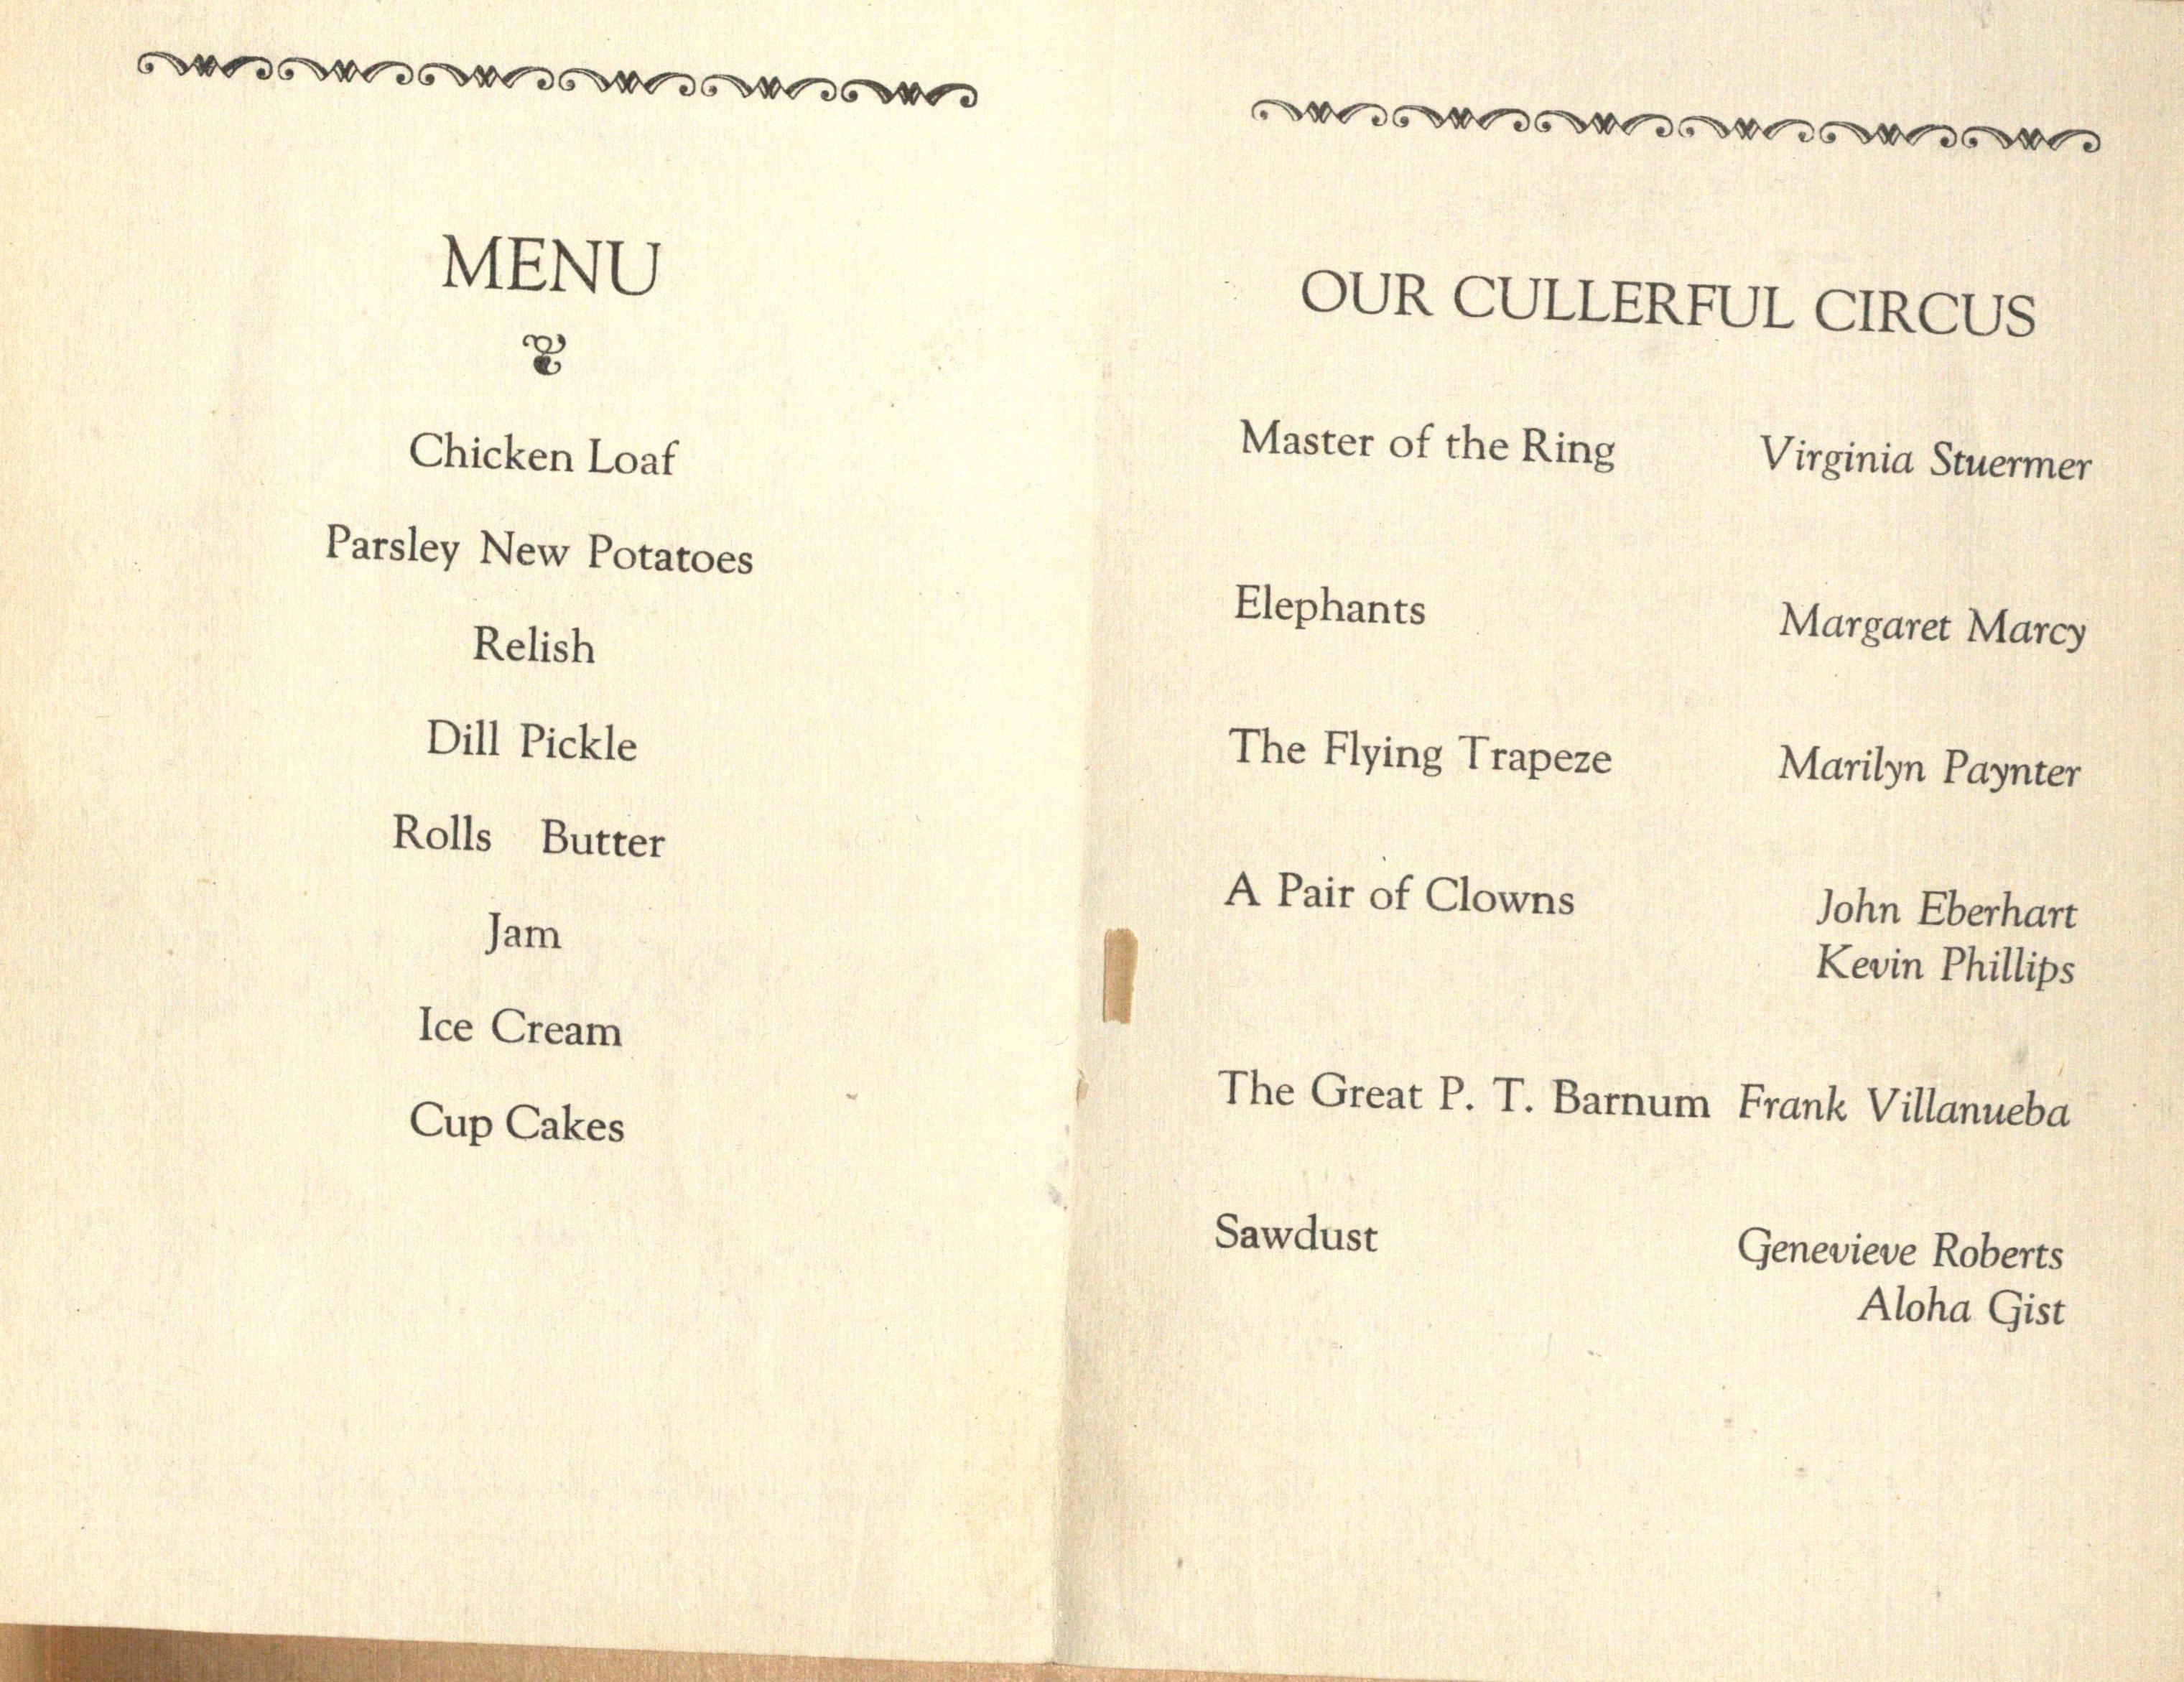 MENU
Chicken Loaf
Parsley New Potatoes
Relish
Dill Pickle
Rolls Butter
Jam
Ice Cream
Cup Cakes
OUR CULLERFUL CIRCUS
Master of the Ring Virginia Stuermer
Elephants Margaret Marcy
The Flying Trapeze Marilyn Paynter
A Pair of Clowns John Eberhart
Kevin Phillips
The Great P. T. Barnum Frank Villanueba
Sawdust Genevieve Roberts
Aloha Gist